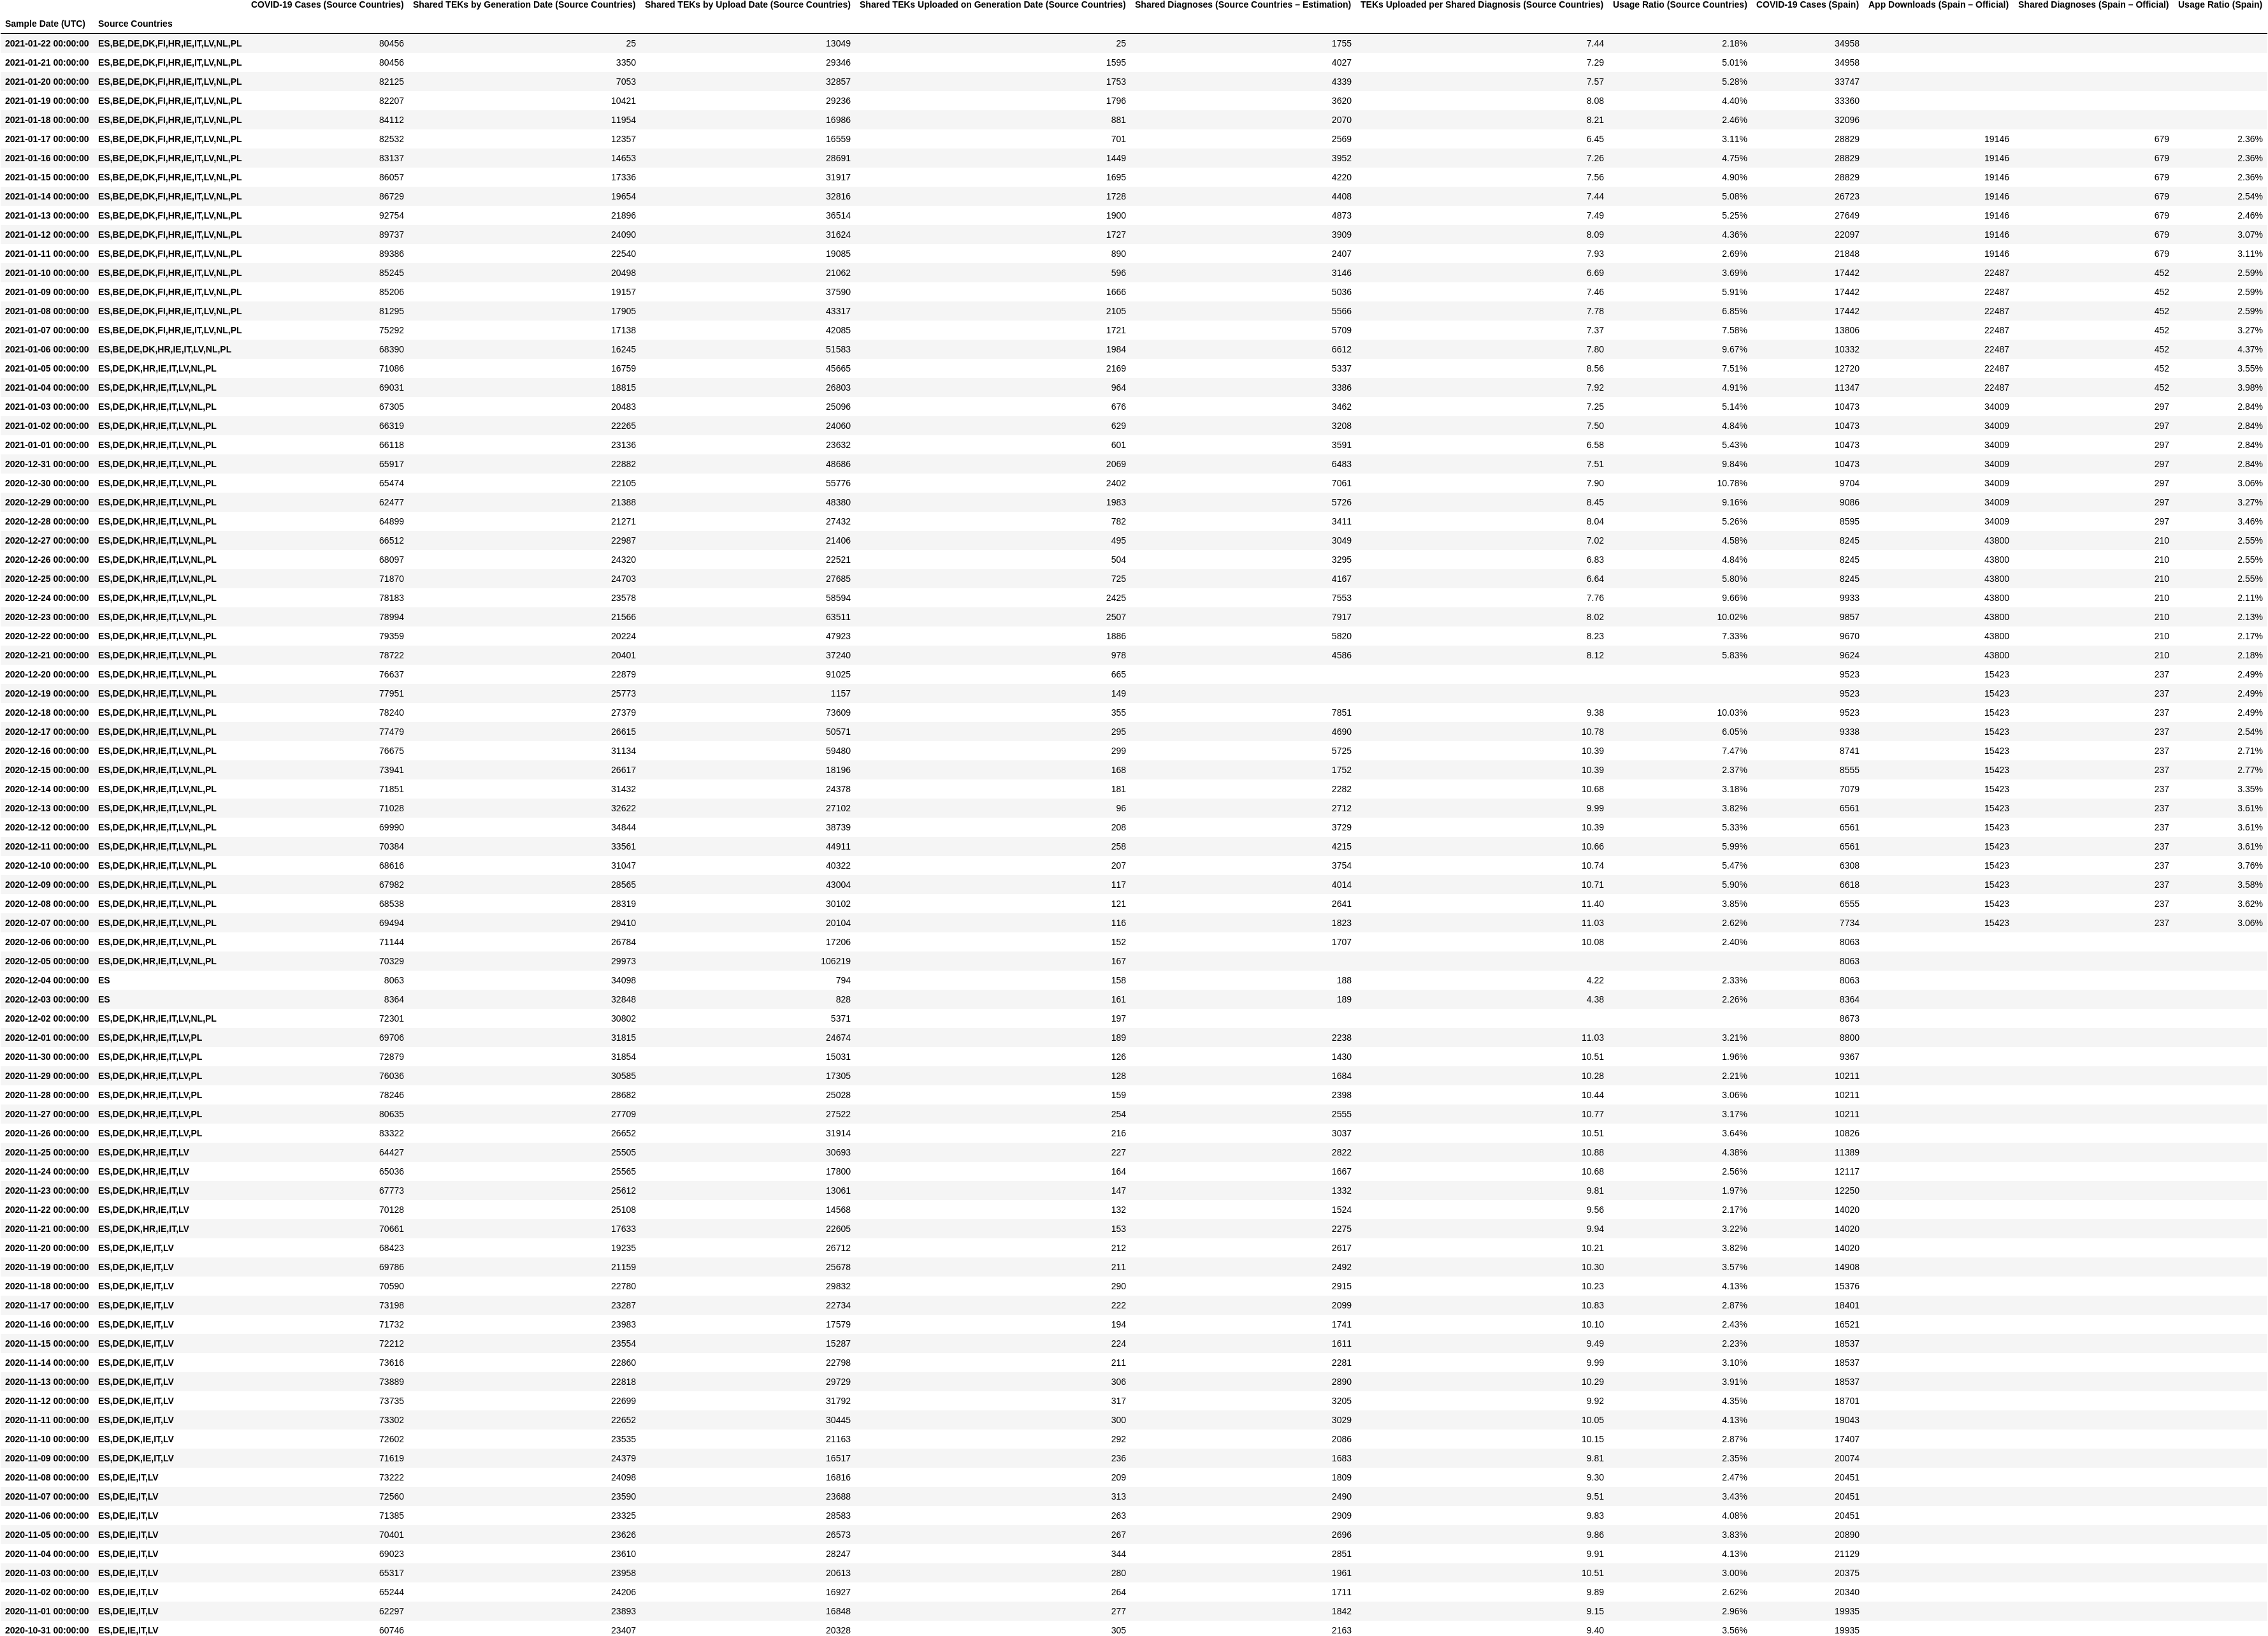 COVID-19 Cases (Source Countries) Shared TEKs by Generation Date (Source Countries) Shared TEKs by Upload Date (Source Countries) Shared TEKs Uploaded on Generation Date (Source Countries) Shared Diagnoses (Source Countries – Estimation) TEKs Uploaded per Shared Diagnosis (Source Countries) Usage Ratio (Source Countries) COVID-19 Cases (Spain) App Downloads (Spain – Official) Shared Diagnoses (Spain – Official) Usage Ratio (Spain)
Sample Date (UTC) Source Countries
2021-01-22 00:00:00 ES,BE,DE,DK,FI,HR,IE,IT,LV,NL,PL 80456 25 13049 25 1755 7.44 2.18% 34958
2021-01-21 00:00:00 ES,BE,DE,DK,FI,HR,IE,IT,LV,NL,PL 80456 3350 29346 1595 4027 7.29 5.01% 34958
2021-01-20 00:00:00 ES,BE,DE,DK,FI,HR,IE,IT,LV,NL,PL 82125 7053 32857 1753 4339 7.57 5.28% 33747
2021-01-19 00:00:00 ES,BE,DE,DK,FI,HR,IE,IT,LV,NL,PL 82207 10421 29236 1796 3620 8.08 4.40% 33360
2021-01-18 00:00:00 ES,BE,DE,DK,FI,HR,IE,IT,LV,NL,PL 84112 11954 16986 881 2070 8.21 2.46% 32096
2021-01-17 00:00:00 ES,BE,DE,DK,FI,HR,IE,IT,LV,NL,PL 82532 12357 16559 701 2569 6.45 3.11% 28829 19146 679 2.36%
2021-01-16 00:00:00 ES,BE,DE,DK,FI,HR,IE,IT,LV,NL,PL 83137 14653 28691 1449 3952 7.26 4.75% 28829 19146 679 2.36%
2021-01-15 00:00:00 ES,BE,DE,DK,FI,HR,IE,IT,LV,NL,PL 86057 17336 31917 1695 4220 7.56 4.90% 28829 19146 679 2.36%
2021-01-14 00:00:00 ES,BE,DE,DK,FI,HR,IE,IT,LV,NL,PL 86729 19654 32816 1728 4408 7.44 5.08% 26723 19146 679 2.54%
2021-01-13 00:00:00 ES,BE,DE,DK,FI,HR,IE,IT,LV,NL,PL 92754 21896 36514 1900 4873 7.49 5.25% 27649 19146 679 2.46%
2021-01-12 00:00:00 ES,BE,DE,DK,FI,HR,IE,IT,LV,NL,PL 89737 24090 31624 1727 3909 8.09 4.36% 22097 19146 679 3.07%
2021-01-11 00:00:00 ES,BE,DE,DK,FI,HR,IE,IT,LV,NL,PL 89386 22540 19085 890 2407 7.93 2.69% 21848 19146 679 3.11%
2021-01-10 00:00:00 ES,BE,DE,DK,FI,HR,IE,IT,LV,NL,PL 85245 20498 21062 596 3146 6.69 3.69% 17442 22487 452 2.59%
2021-01-09 00:00:00 ES,BE,DE,DK,FI,HR,IE,IT,LV,NL,PL 85206 19157 37590 1666 5036 7.46 5.91% 17442 22487 452 2.59%
2021-01-08 00:00:00 ES,BE,DE,DK,FI,HR,IE,IT,LV,NL,PL 81295 17905 43317 2105 5566 7.78 6.85% 17442 22487 452 2.59%
2021-01-07 00:00:00 ES,BE,DE,DK,FI,HR,IE,IT,LV,NL,PL 75292 17138 42085 1721 5709 7.37 7.58% 13806 22487 452 3.27%
2021-01-06 00:00:00 ES,BE,DE,DK,HR,IE,IT,LV,NL,PL 68390 16245 51583 1984 6612 7.80 9.67% 10332 22487 452 4.37%
2021-01-05 00:00:00 ES,DE,DK,HR,IE,IT,LV,NL,PL 71086 16759 45665 2169 5337 8.56 7.51% 12720 22487 452 3.55%
2021-01-04 00:00:00 ES,DE,DK,HR,IE,IT,LV,NL,PL 69031 18815 26803 964 3386 7.92 4.91% 11347 22487 452 3.98%
2021-01-03 00:00:00 ES,DE,DK,HR,IE,IT,LV,NL,PL 67305 20483 25096 676 3462 7.25 5.14% 10473 34009 297 2.84%
2021-01-02 00:00:00 ES,DE,DK,HR,IE,IT,LV,NL,PL 66319 22265 24060 629 3208 7.50 4.84% 10473 34009 297 2.84%
2021-01-01 00:00:00 ES,DE,DK,HR,IE,IT,LV,NL,PL 66118 23136 23632 601 3591 6.58 5.43% 10473 34009 297 2.84%
2020-12-31 00:00:00 ES,DE,DK,HR,IE,IT,LV,NL,PL 65917 22882 48686 2069 6483 7.51 9.84% 10473 34009 297 2.84%
2020-12-30 00:00:00 ES,DE,DK,HR,IE,IT,LV,NL,PL 65474 22105 55776 2402 7061 7.90 10.78% 9704 34009 297 3.06%
2020-12-29 00:00:00 ES,DE,DK,HR,IE,IT,LV,NL,PL 62477 21388 48380 1983 5726 8.45 9.16% 9086 34009 297 3.27%
2020-12-28 00:00:00 ES,DE,DK,HR,IE,IT,LV,NL,PL 64899 21271 27432 782 3411 8.04 5.26% 8595 34009 297 3.46%
2020-12-27 00:00:00 ES,DE,DK,HR,IE,IT,LV,NL,PL 66512 22987 21406 495 3049 7.02 4.58% 8245 43800 210 2.55%
2020-12-26 00:00:00 ES,DE,DK,HR,IE,IT,LV,NL,PL 68097 24320 22521 504 3295 6.83 4.84% 8245 43800 210 2.55%
2020-12-25 00:00:00 ES,DE,DK,HR,IE,IT,LV,NL,PL 71870 24703 27685 725 4167 6.64 5.80% 8245 43800 210 2.55%
2020-12-24 00:00:00 ES,DE,DK,HR,IE,IT,LV,NL,PL 78183 23578 58594 2425 7553 7.76 9.66% 9933 43800 210 2.11%
2020-12-23 00:00:00 ES,DE,DK,HR,IE,IT,LV,NL,PL 78994 21566 63511 2507 7917 8.02 10.02% 9857 43800 210 2.13%
2020-12-22 00:00:00 ES,DE,DK,HR,IE,IT,LV,NL,PL 79359 20224 47923 1886 5820 8.23 7.33% 9670 43800 210 2.17%
2020-12-21 00:00:00 ES,DE,DK,HR,IE,IT,LV,NL,PL 78722 20401 37240 978 4586 8.12 5.83% 9624 43800 210 2.18%
2020-12-20 00:00:00 ES,DE,DK,HR,IE,IT,LV,NL,PL 76637 22879 91025 665 9523 15423 237 2.49%
2020-12-19 00:00:00 ES,DE,DK,HR,IE,IT,LV,NL,PL 77951 25773 1157 149 9523 15423 237 2.49%
2020-12-18 00:00:00 ES,DE,DK,HR,IE,IT,LV,NL,PL 78240 27379 73609 355 7851 9.38 10.03% 9523 15423 237 2.49%
2020-12-17 00:00:00 ES,DE,DK,HR,IE,IT,LV,NL,PL 77479 26615 50571 295 4690 10.78 6.05% 9338 15423 237 2.54%
2020-12-16 00:00:00 ES,DE,DK,HR,IE,IT,LV,NL,PL 76675 31134 59480 299 5725 10.39 7.47% 8741 15423 237 2.71%
2020-12-15 00:00:00 ES,DE,DK,HR,IE,IT,LV,NL,PL 73941 26617 18196 168 1752 10.39 2.37% 8555 15423 237 2.77%
2020-12-14 00:00:00 ES,DE,DK,HR,IE,IT,LV,NL,PL 71851 31432 24378 181 2282 10.68 3.18% 7079 15423 237 3.35%
2020-12-13 00:00:00 ES,DE,DK,HR,IE,IT,LV,NL,PL 71028 32622 27102 96 2712 9.99 3.82% 6561 15423 237 3.61%
2020-12-12 00:00:00 ES,DE,DK,HR,IE,IT,LV,NL,PL 69990 34844 38739 208 3729 10.39 5.33% 6561 15423 237 3.61%
2020-12-11 00:00:00 ES,DE,DK,HR,IE,IT,LV,NL,PL 70384 33561 44911 258 4215 10.66 5.99% 6561 15423 237 3.61%
2020-12-10 00:00:00 ES,DE,DK,HR,IE,IT,LV,NL,PL 68616 31047 40322 207 3754 10.74 5.47% 6308 15423 237 3.76%
2020-12-09 00:00:00 ES,DE,DK,HR,IE,IT,LV,NL,PL 67982 28565 43004 117 4014 10.71 5.90% 6618 15423 237 3.58%
2020-12-08 00:00:00 ES,DE,DK,HR,IE,IT,LV,NL,PL 68538 28319 30102 121 2641 11.40 3.85% 6555 15423 237 3.62%
2020-12-07 00:00:00 ES,DE,DK,HR,IE,IT,LV,NL,PL 69494 29410 20104 116 1823 11.03 2.62% 7734 15423 237 3.06%
2020-12-06 00:00:00 ES,DE,DK,HR,IE,IT,LV,NL,PL 71144 26784 17206 152 1707 10.08 2.40% 8063
2020-12-05 00:00:00 ES,DE,DK,HR,IE,IT,LV,NL,PL 70329 29973 106219 167 8063
2020-12-04 00:00:00 ES 8063 34098 794 158 188 4.22 2.33% 8063
2020-12-03 00:00:00 ES 8364 32848 828 161 189 4.38 2.26% 8364
2020-12-02 00:00:00 ES,DE,DK,HR,IE,IT,LV,NL,PL 72301 30802 5371 197 8673
2020-12-01 00:00:00 ES,DE,DK,HR,IE,IT,LV,PL 69706 31815 24674 189 2238 11.03 3.21% 8800
2020-11-30 00:00:00 ES,DE,DK,HR,IE,IT,LV,PL 72879 31854 15031 126 1430 10.51 1.96% 9367
2020-11-29 00:00:00 ES,DE,DK,HR,IE,IT,LV,PL 76036 30585 17305 128 1684 10.28 2.21% 10211
2020-11-28 00:00:00 ES,DE,DK,HR,IE,IT,LV,PL 78246 28682 25028 159 2398 10.44 3.06% 10211
2020-11-27 00:00:00 ES,DE,DK,HR,IE,IT,LV,PL 80635 27709 27522 254 2555 10.77 3.17% 10211
2020-11-26 00:00:00 ES,DE,DK,HR,IE,IT,LV,PL 83322 26652 31914 216 3037 10.51 3.64% 10826
2020-11-25 00:00:00 ES,DE,DK,HR,IE,IT,LV 64427 25505 30693 227 2822 10.88 4.38% 11389
2020-11-24 00:00:00 ES,DE,DK,HR,IE,IT,LV 65036 25565 17800 164 1667 10.68 2.56% 12117
2020-11-23 00:00:00 ES,DE,DK,HR,IE,IT,LV 67773 25612 13061 147 1332 9.81 1.97% 12250
2020-11-22 00:00:00 ES,DE,DK,HR,IE,IT,LV 70128 25108 14568 132 1524 9.56 2.17% 14020
2020-11-21 00:00:00 ES,DE,DK,HR,IE,IT,LV 70661 17633 22605 153 2275 9.94 3.22% 14020
2020-11-20 00:00:00 ES,DE,DK,IE,IT,LV 68423 19235 26712 212 2617 10.21 3.82% 14020
2020-11-19 00:00:00 ES,DE,DK,IE,IT,LV 69786 21159 25678 211 2492 10.30 3.57% 14908
2020-11-18 00:00:00 ES,DE,DK,IE,IT,LV 70590 22780 29832 290 2915 10.23 4.13% 15376
2020-11-17 00:00:00 ES,DE,DK,IE,IT,LV 73198 23287 22734 222 2099 10.83 2.87% 18401
2020-11-16 00:00:00 ES,DE,DK,IE,IT,LV 71732 23983 17579 194 1741 10.10 2.43% 16521
2020-11-15 00:00:00 ES,DE,DK,IE,IT,LV 72212 23554 15287 224 1611 9.49 2.23% 18537
2020-11-14 00:00:00 ES,DE,DK,IE,IT,LV 73616 22860 22798 211 2281 9.99 3.10% 18537
2020-11-13 00:00:00 ES,DE,DK,IE,IT,LV 73889 22818 29729 306 2890 10.29 3.91% 18537
2020-11-12 00:00:00 ES,DE,DK,IE,IT,LV 73735 22699 31792 317 3205 9.92 4.35% 18701
2020-11-11 00:00:00 ES,DE,DK,IE,IT,LV 73302 22652 30445 300 3029 10.05 4.13% 19043
2020-11-10 00:00:00 ES,DE,DK,IE,IT,LV 72602 23535 21163 292 2086 10.15 2.87% 17407
2020-11-09 00:00:00 ES,DE,DK,IE,IT,LV 71619 24379 16517 236 1683 9.81 2.35% 20074
2020-11-08 00:00:00 ES,DE,IE,IT,LV 73222 24098 16816 209 1809 9.30 2.47% 20451
2020-11-07 00:00:00 ES,DE,IE,IT,LV 72560 23590 23688 313 2490 9.51 3.43% 20451
2020-11-06 00:00:00 ES,DE,IE,IT,LV 71385 23325 28583 263 2909 9.83 4.08% 20451
2020-11-05 00:00:00 ES,DE,IE,IT,LV 70401 23626 26573 267 2696 9.86 3.83% 20890
2020-11-04 00:00:00 ES,DE,IE,IT,LV 69023 23610 28247 344 2851 9.91 4.13% 21129
2020-11-03 00:00:00 ES,DE,IE,IT,LV 65317 23958 20613 280 1961 10.51 3.00% 20375
2020-11-02 00:00:00 ES,DE,IE,IT,LV 65244 24206 16927 264 1711 9.89 2.62% 20340
2020-11-01 00:00:00 ES,DE,IE,IT,LV 62297 23893 16848 277 1842 9.15 2.96% 19935
2020-10-31 00:00:00 ES,DE,IE,IT,LV 60746 23407 20328 305 2163 9.40 3.56% 19935